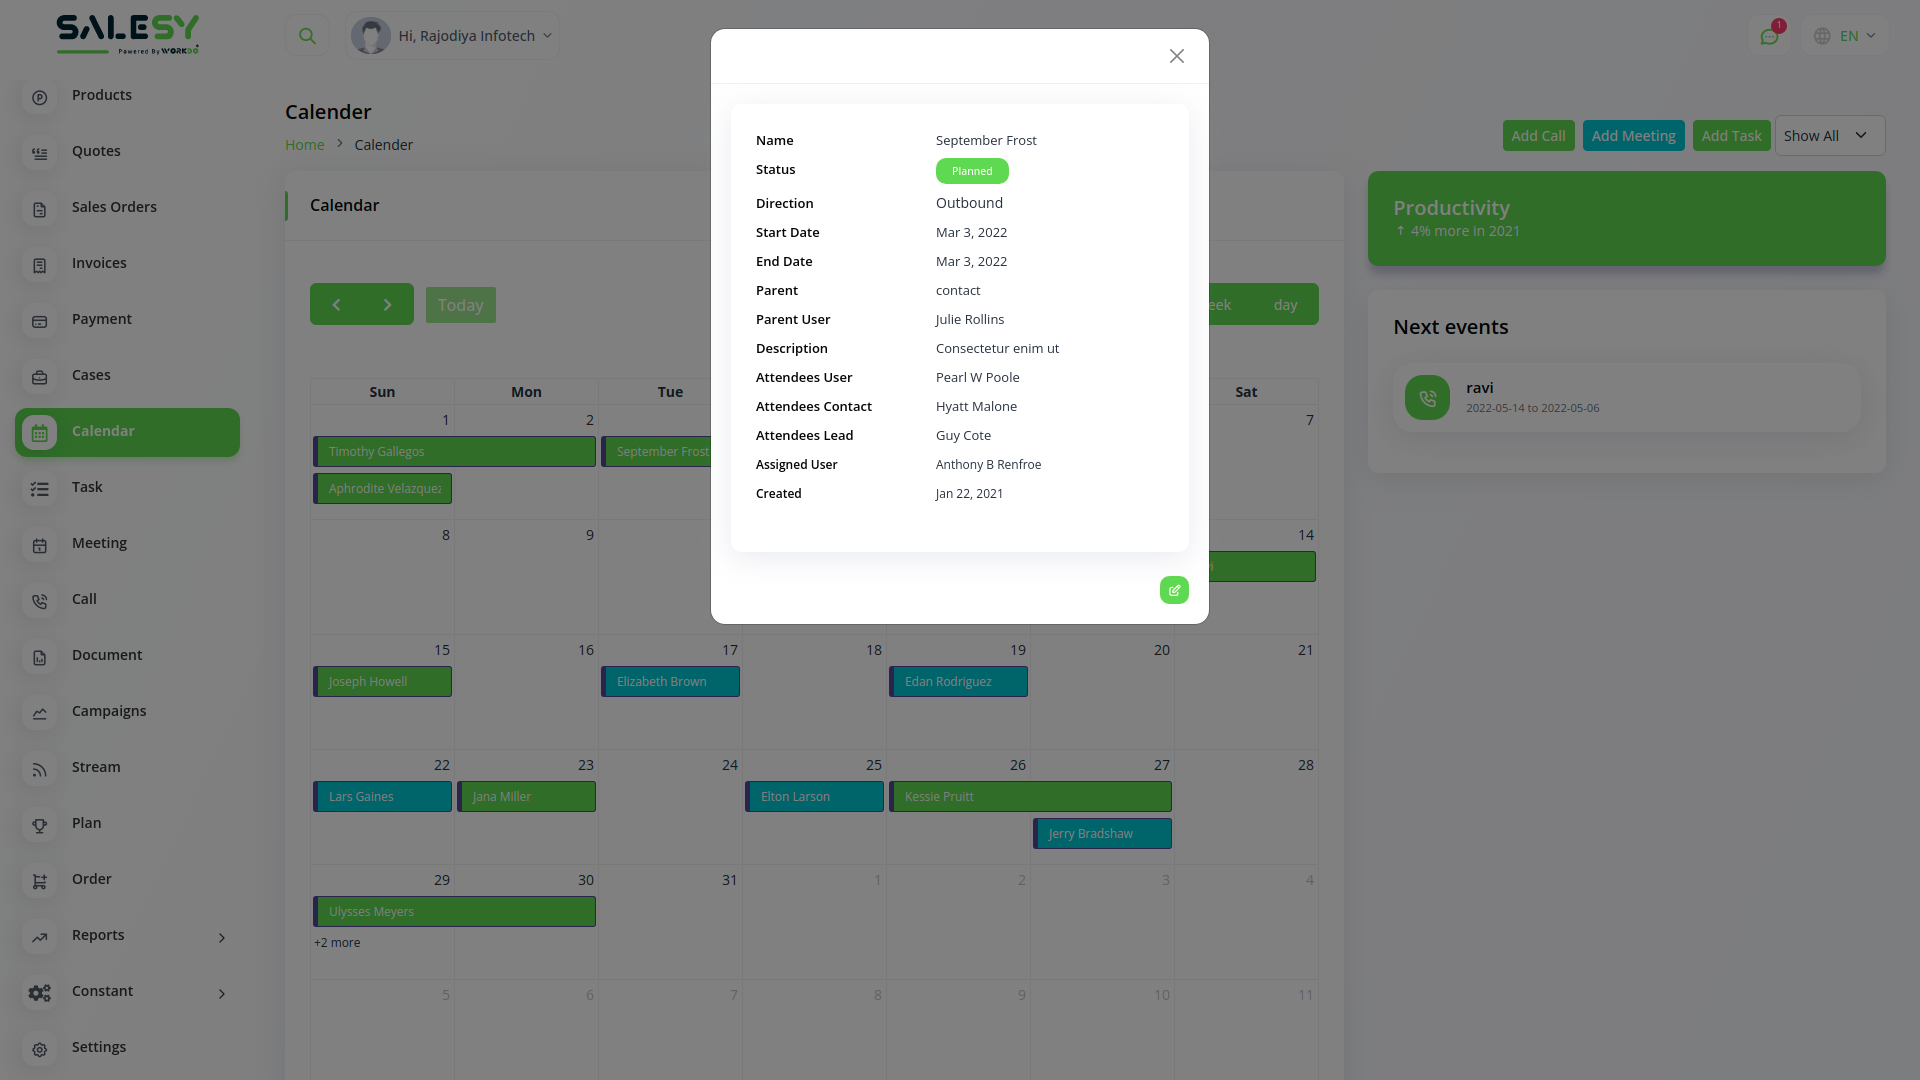 SALESY
Powered By WORKDO
Hi, Rajodiya Infotech
1
EN
Products
Quotes
Sales Orders
Invoices
Payment
Cases
Calendar
Task
Meeting
Call
Document
Campaigns
Stream
Plan
Order
Reports
Constant
Settings
Calender
Home > Calender
Add Call
Add Meeting
Add Task
Show All
Calendar
Today
day
Sun Mon Tue Sat
1 2 7
Timothy Gallegos
September Frost
Aphrodite Velazquez
8 9 14
15 16 17 18 19 20 21
Joseph Howell
Elizabeth Brown
Edan Rodriguez
22 23 24 25 26 27 28
Lars Gaines
Jana Miller
Elton Larson
Kessie Pruitt
Jerry Bradshaw
29 30 31 1 2 3 4
Ulysses Meyers
+2 more
5 6 7 8 9 10 11
Name September Frost
Status Planned
Direction Outbound
Start Date Mar 3, 2022
End Date Mar 3, 2022
Parent contact
Parent User Julie Rollins
Description Consectetur enim ut
Attendees User Pearl W Poole
Attendees Contact Hyatt Malone
Attendees Lead Guy Cote
Assigned User Anthony B Renfroe
Created Jan 22, 2021
Productivity
4% more in 2021
Next events
ravi
2022-05-14 to 2022-05-06